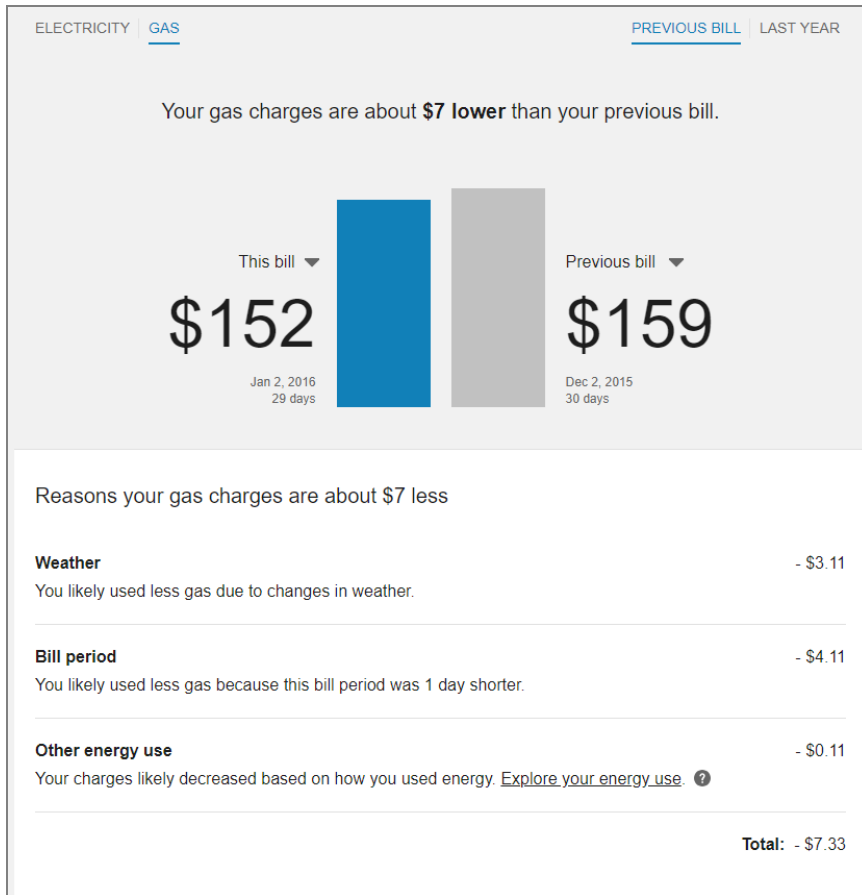 ELECTRICITY GAS PREVIOUS BILL LAST YEAR
Your gas charges are about $7 lower than your previous bill.
This bill
$152
Jan 2, 2016
29 days
Previous bill
$159
Dec 2, 2015
30 days
Reasons your gas charges are about $7 less
Weather - $3.11
You likely used less gas due to changes in weather.
Bill period - $4.11
You likely used less gas because this bill period was 1 day shorter.
Other energy use - $0.11
Your charges likely decreased based on how you used energy. Explore your energy use. ?
Total: - $7.33